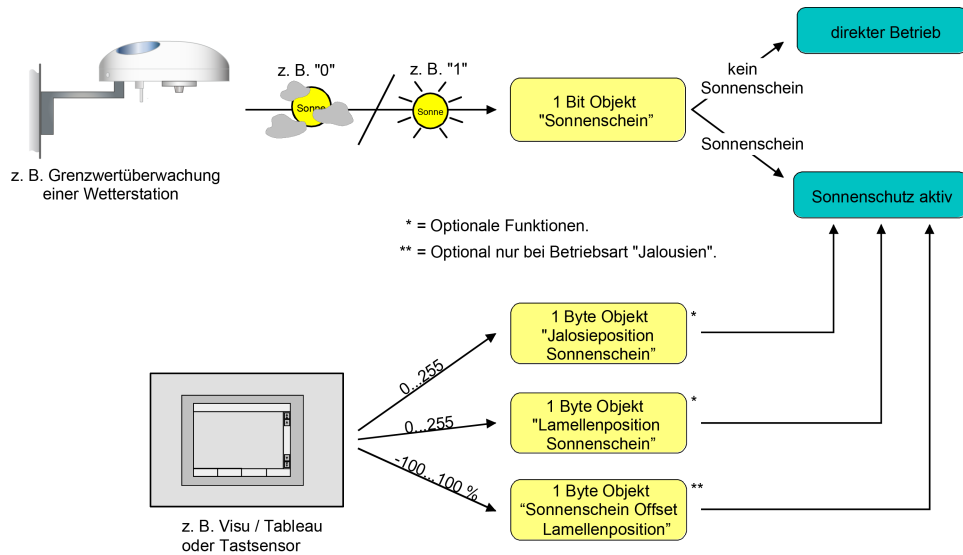 direkter Betrieb
z. B. "0"
z. B. "1"
kein
Sonnenschein
Sonne
Sonne
1 Bit Objekt
"Sonnenschein”
Sonnenschein
z. B. Grenzwertüberwachung
einer Wetterstation
Sonnenschutz aktiv
* = Optionale Funktionen.
** = Optional nur bei Betriebsart "Jalousien".
1 Byte Objekt
"Jalosieposition
Sonnenschein”
*
0...255
1 Byte Objekt
"Lamellenposition
Sonnenschein”
*
0...255
-100...100 %
1 Byte Objekt
“Sonnenschein Offset
Lamellenposition”
**
z. B. Visu / Tableau
oder Tastsensor